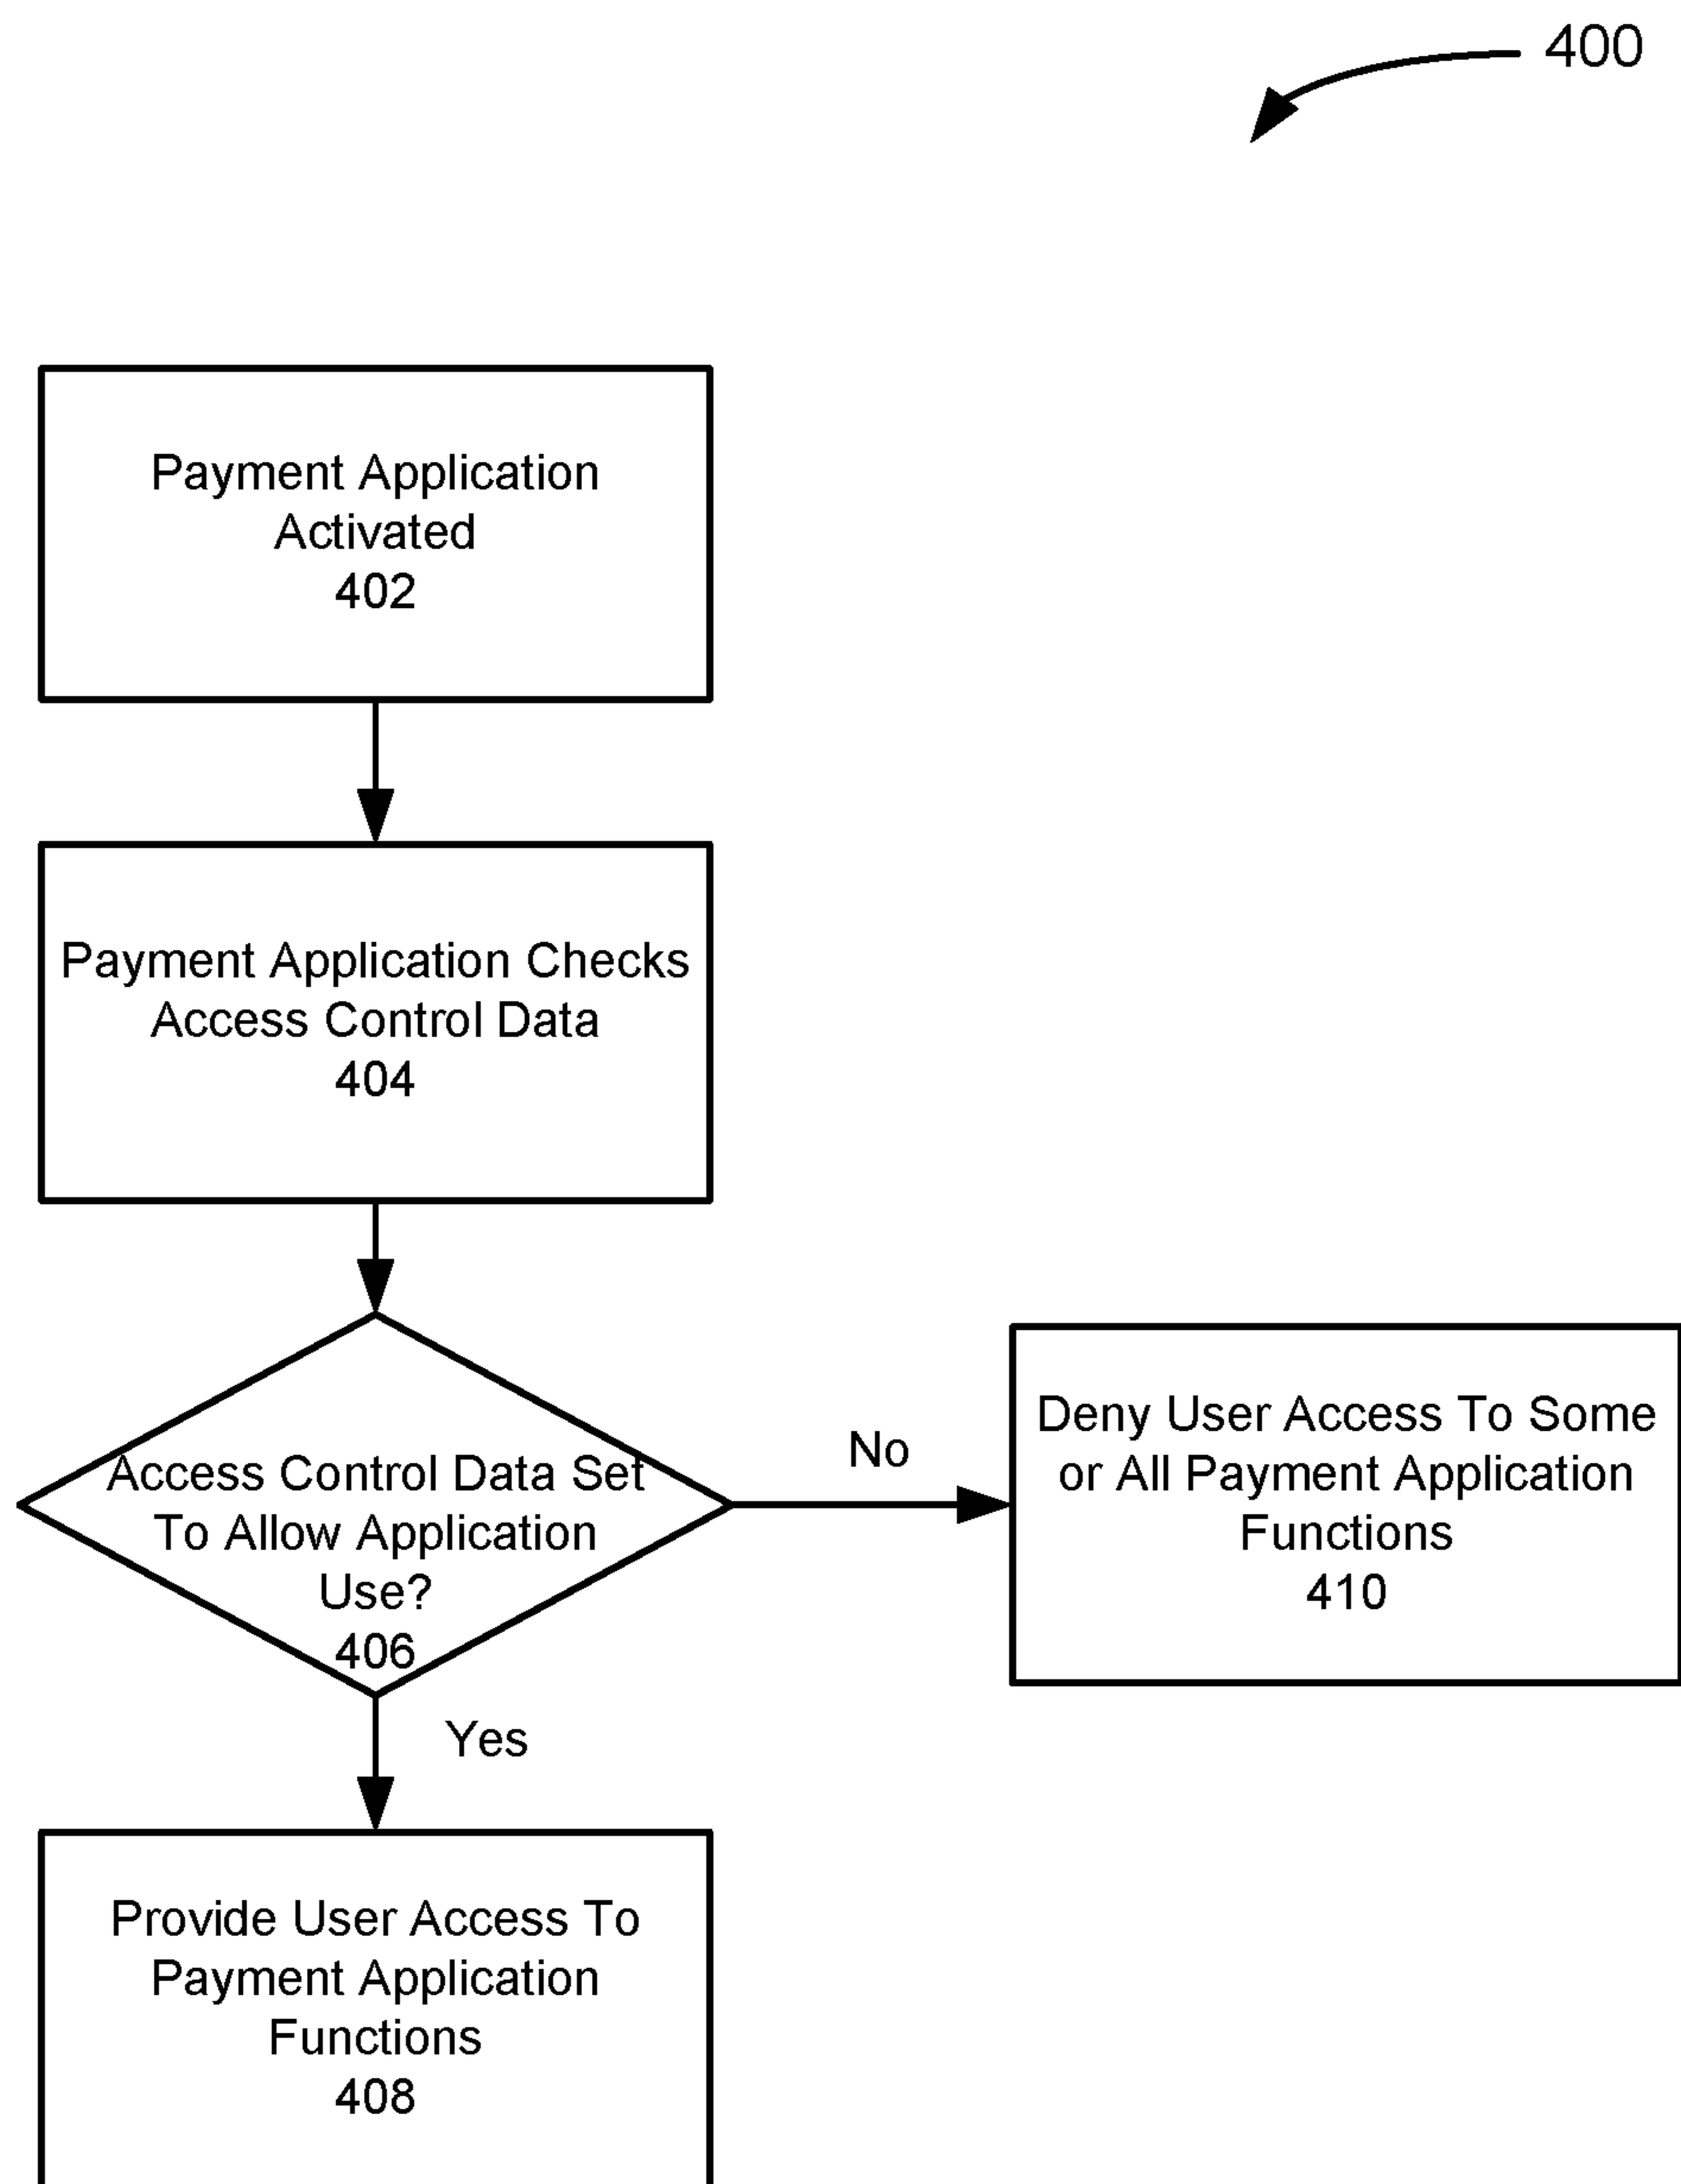 400
Payment Application
Activated
402
Payment Application Checks
Access Control Data
404
Access Control Data Set
To Allow Application
Use?
406
No
Deny User Access To Some
or All Payment Application
Functions
410
Yes
Provide User Access To
Payment Application
Functions
408